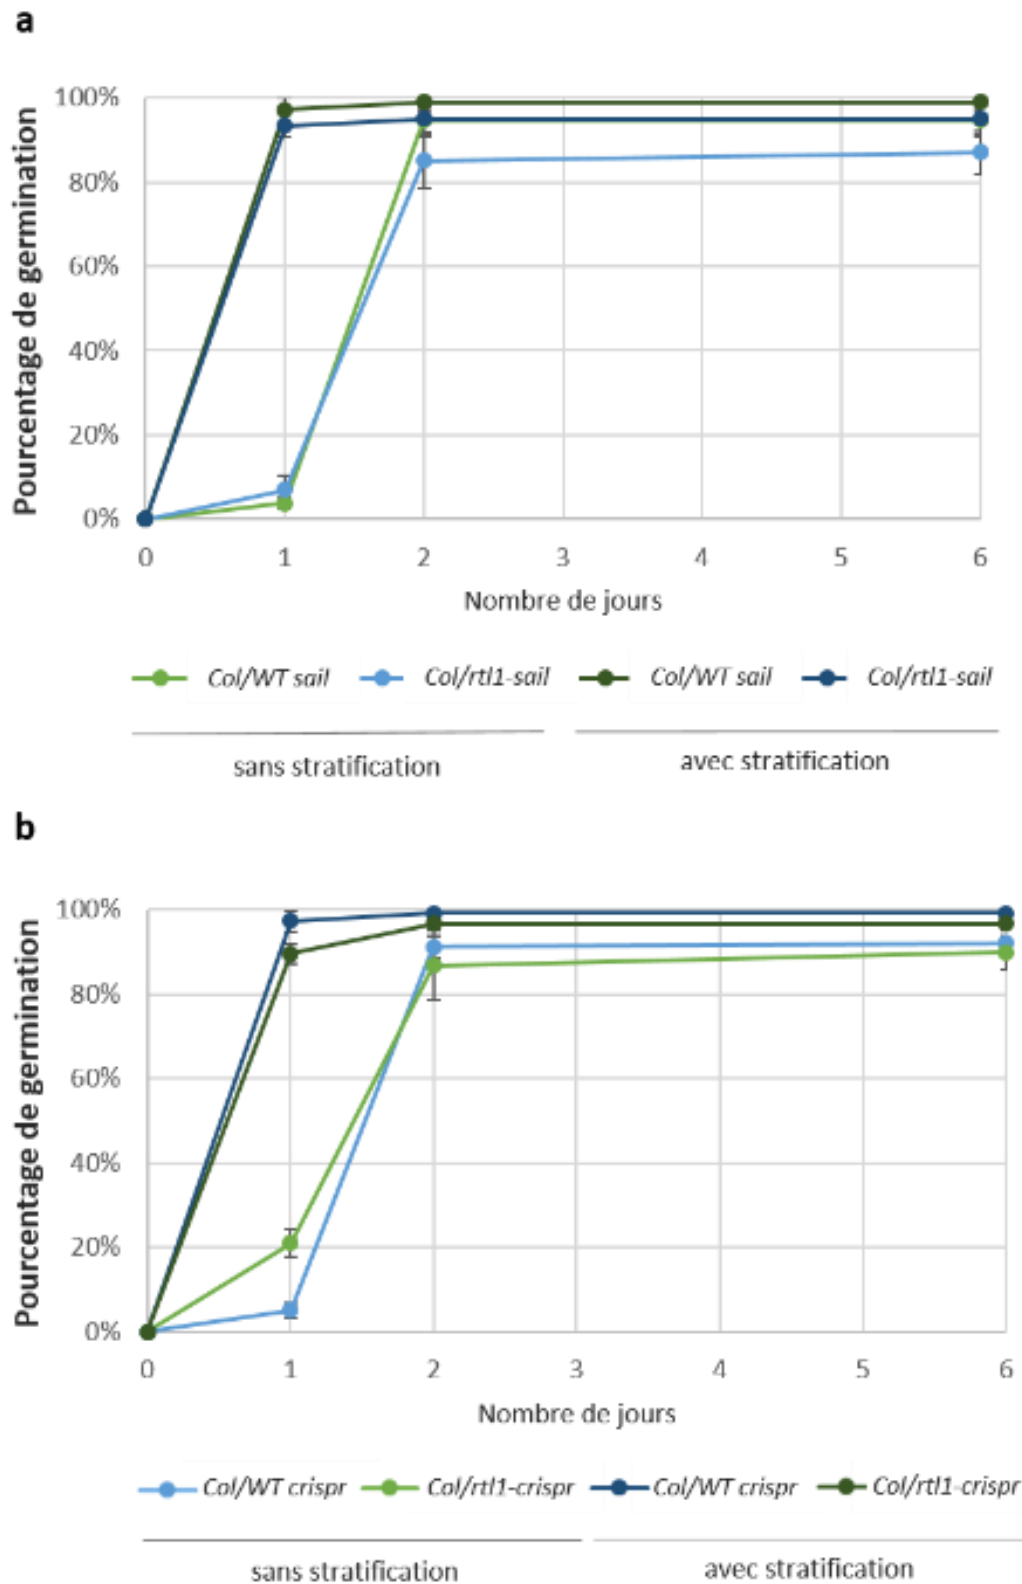 a
100%
80%
60%
40%
20%
0%
Pourcentage de germination
0 1 2 3 4 5 6
Nombre de jours
Col/WT sail Col/rtl1-sail Col/WT sail Col/rtl1-sail
sans stratification avec stratification
b
100%
80%
60%
40%
20%
0%
Pourcentage de germination
0 1 2 3 4 5 6
Nombre de jours
Col/WT crispr Col/rtl1-crispr Col/WT crispr Col/rtl1-crispr
sans stratification avec stratification